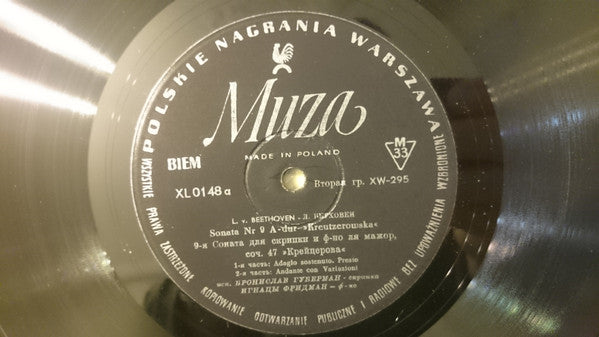 POLSKIE NAGRANIA WARSZAWA
Muza
MADE IN POLAND
BIEM
M
33
XL 0148 a
Вторая гр. XW-295
L. v. BEETHOVEN - Л. БЕТХОВЕН
Sonata Nr 9 A-dur »Kreutzerowska«
9-я Соната для скрипки и ф-но ля мажор,
соч. 47 »Крейцерова«
1-я часть: Adagio sostenuto. Presto
2-я часть: Andante con Variazioni
исп. БРОНИСЛАВ ГУБЕРМАН - скрипка
ИГНАЦЫ ФРИДМАН - ф-но
WSZYSTKIE PRAWA ZASTRZEŻONE KOPIOWANIE ODTWARZANIE PUBLICZNE I RADIOWE BEZ UPOWAŻNIENIA WZBRONIONE